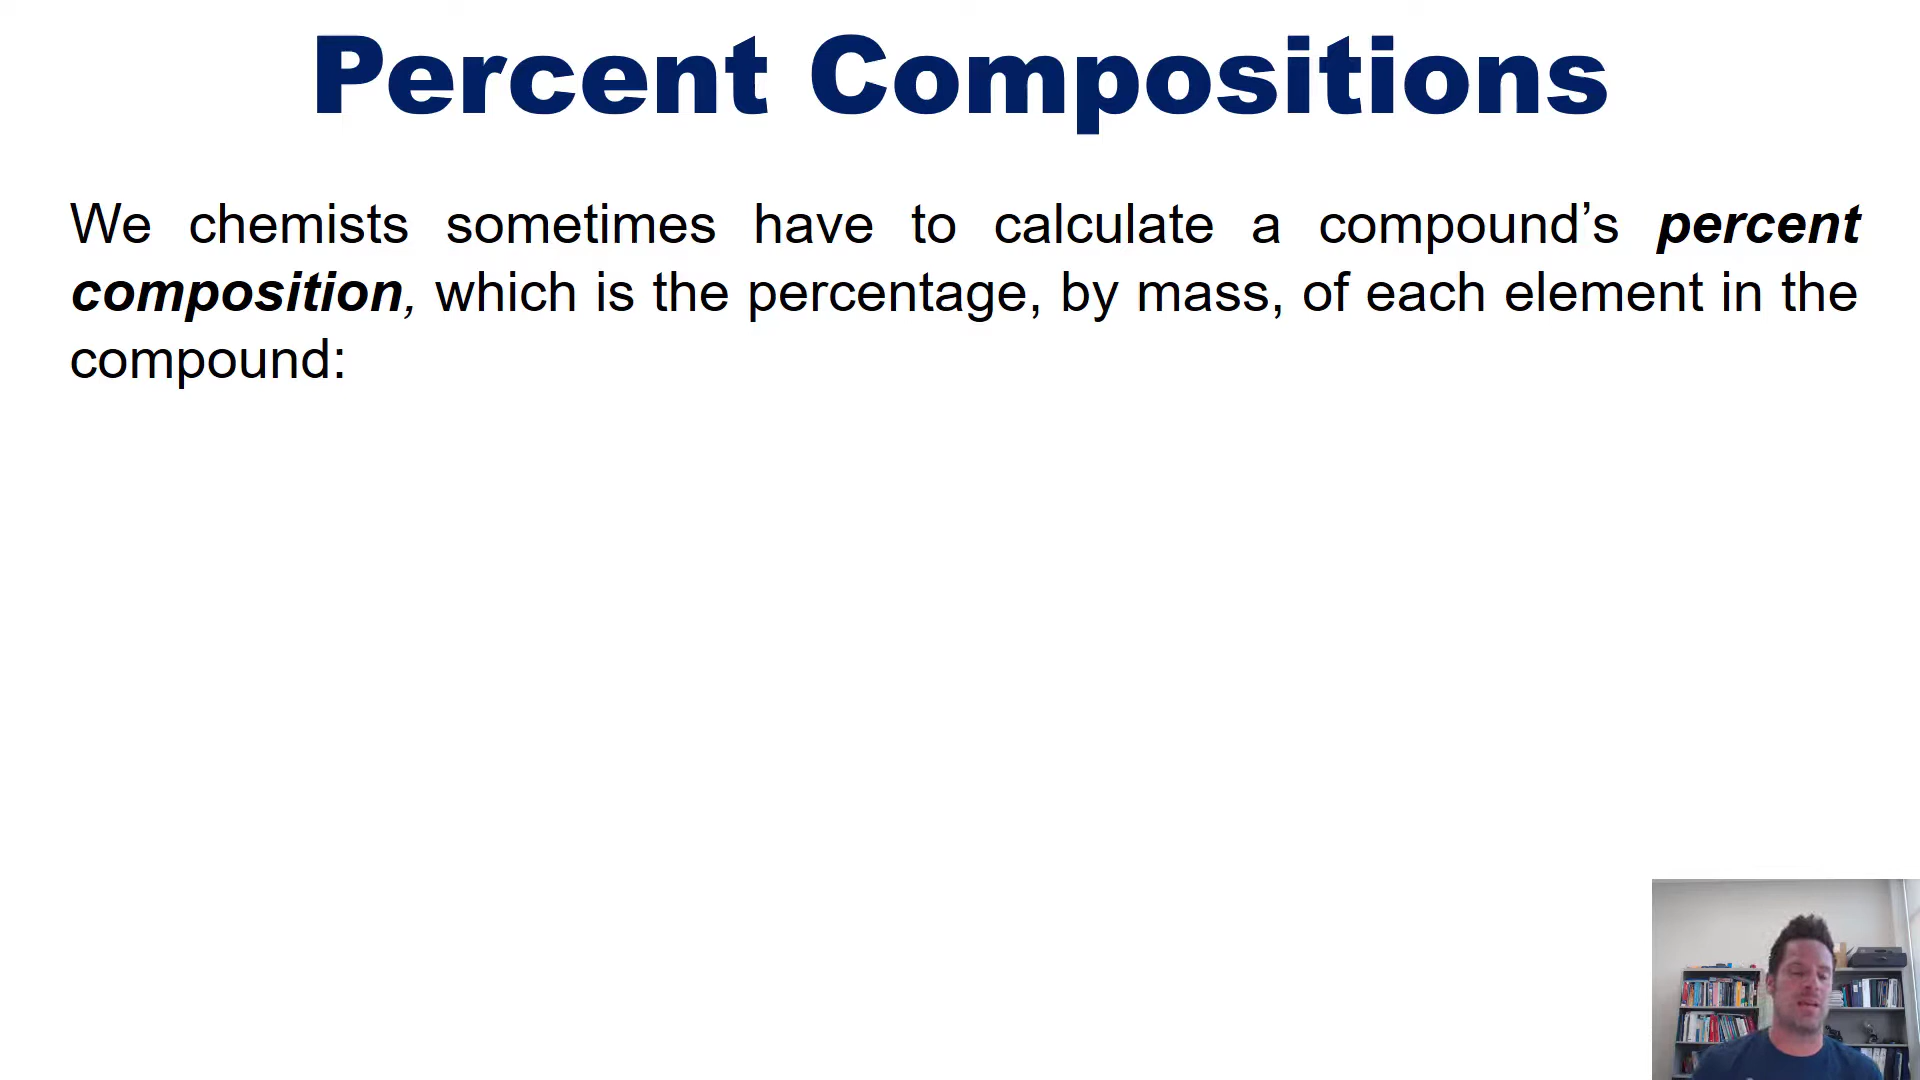 Percent Compositions
We chemists sometimes have to calculate a compound’s percent
composition, which is the percentage, by mass, of each element in the
compound: